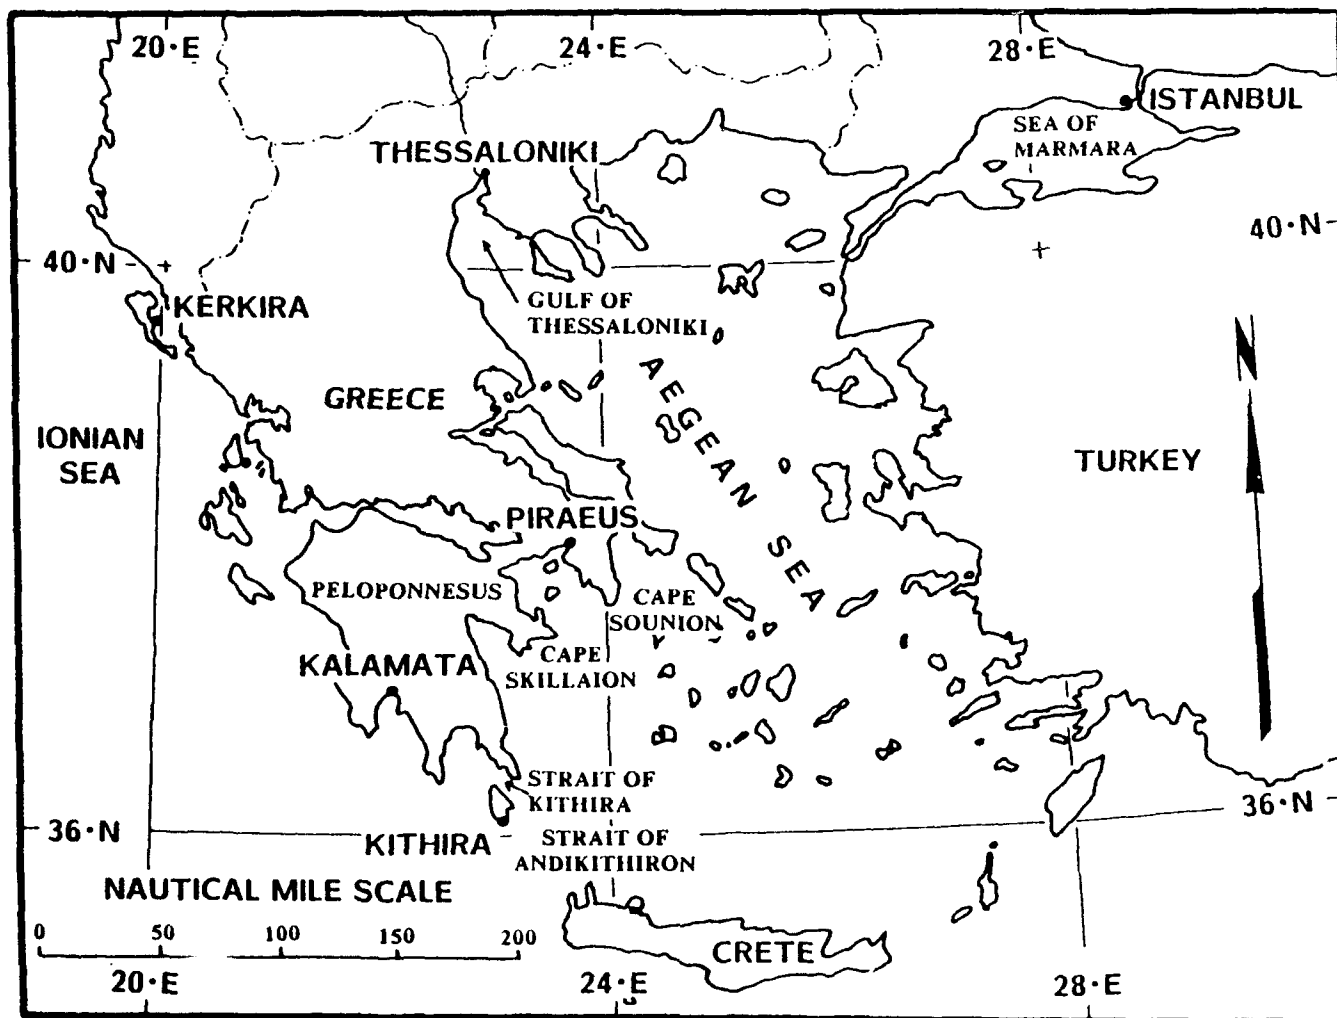 20·E 24·E 28·E
ISTANBUL
SEA OF
MARMARA
THESSALONIKI
40·N
40·N
KERKIRA
GULF OF
THESSALONIKI
N
AEGEAN SEA
GREECE
IONIAN
SEA
TURKEY
PIRAEUS
PELOPONNESUS
CAPE
SOUNION
CAPE
SKILLAION
KALAMATA
STRAIT OF
KITHIRA
36·N
36·N
KITHIRA
STRAIT OF
ANDIKITHIRON
NAUTICAL MILE SCALE
0 50 100 150 200
CRETE
20·E 24·E 28·E